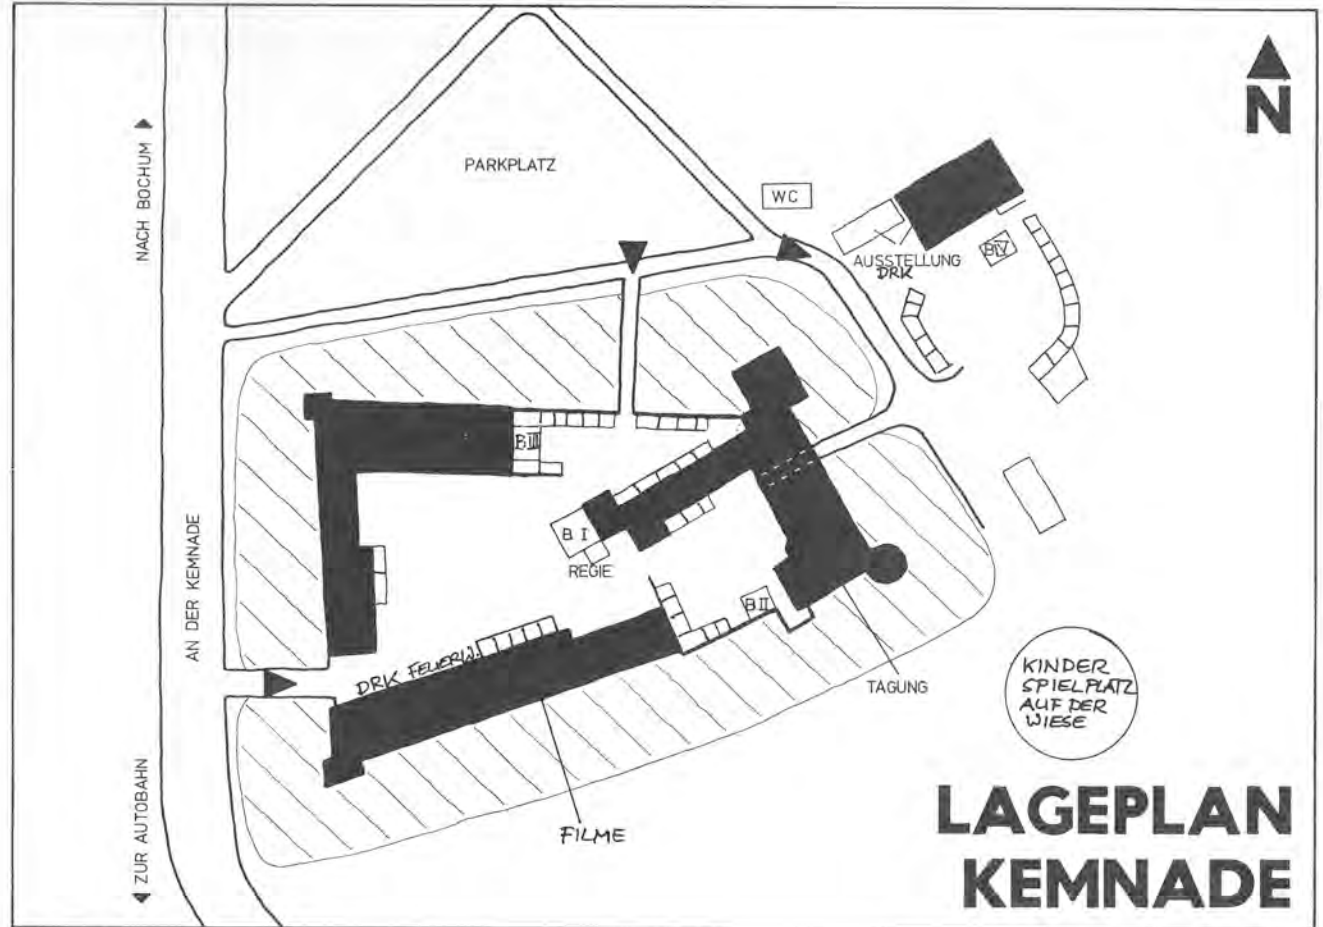 N
PARKPLATZ
WC
NACH BOCHUM
AUSSTELLUNG
DRK
B IV
B III
B I
REGIE
B II
AN DER KEMNADE
DRK FEUERW.
TAGUNG
KINDER
SPIELPLATZ
AUF DER
WIESE
FILME
ZUR AUTOBAHN
LAGEPLAN
KEMNADE